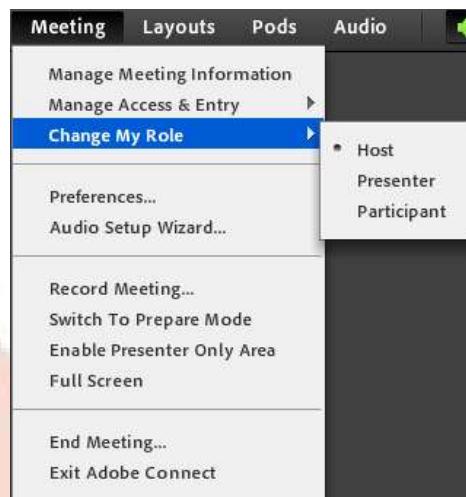 Meeting Layouts Pods Audio
Manage Meeting Information
Manage Access & Entry
Change My Role
Host
Presenter
Participant
Preferences...
Audio Setup Wizard...
Record Meeting...
Switch To Prepare Mode
Enable Presenter Only Area
Full Screen
End Meeting...
Exit Adobe Connect